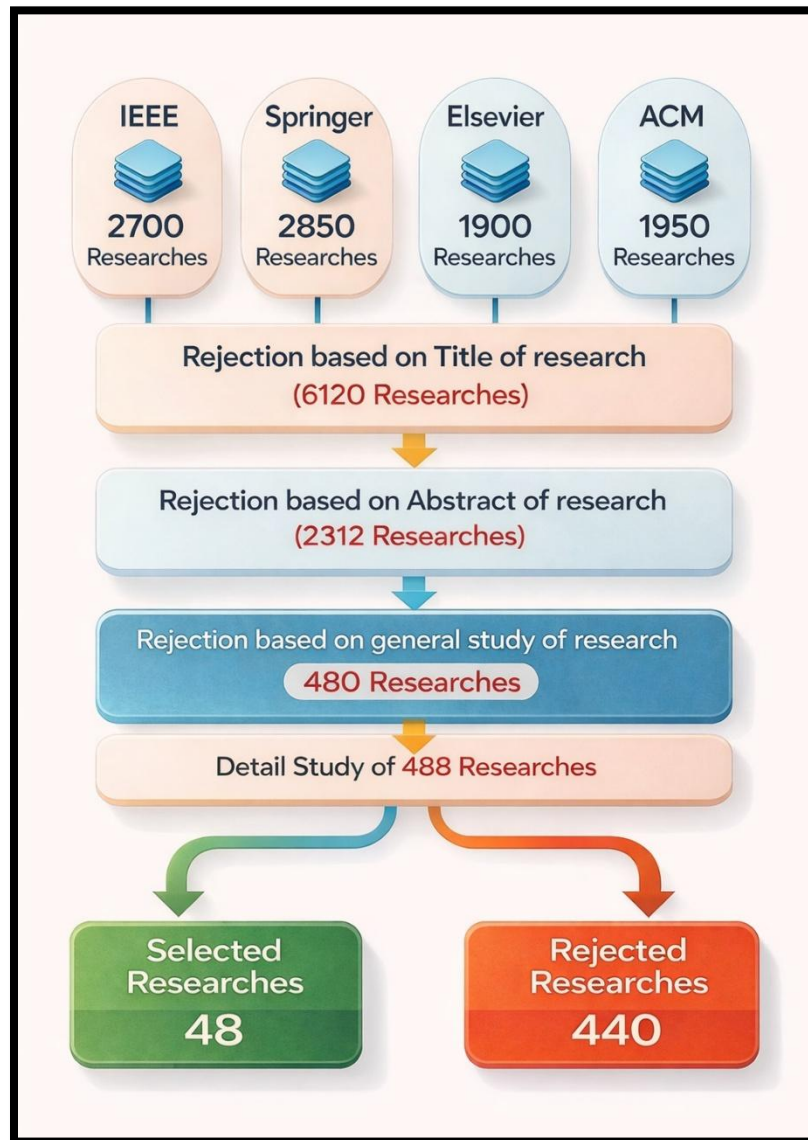 IEEE
2700
Researches
Springer
2850
Researches
Elsevier
1900
Researches
ACM
1950
Researches
Rejection based on Title of research
(6120 Researches)
Rejection based on Abstract of research
(2312 Researches)
Rejection based on general study of research
480 Researches
Detail Study of 488 Researches
Selected
Researches
48
Rejected
Researches
440